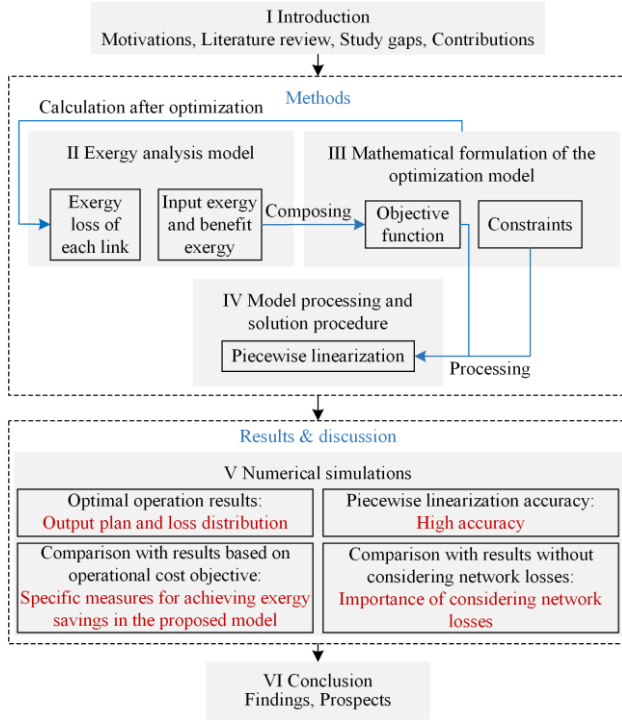 I Introduction
Motivations, Literature review, Study gaps, Contributions
Methods
Calculation after optimization
II Exergy analysis model
Exergy
loss of
each link
Input exergy
and benefit
exergy
Composing
III Mathematical formulation of the
optimization model
Objective
function
Constraints
IV Model processing and
solution procedure
Piecewise linearization
Processing
Results & discussion
V Numerical simulations
Optimal operation results:
Output plan and loss distribution
Piecewise linearization accuracy:
High accuracy
Comparison with results based on
operational cost objective:
Specific measures for achieving exergy
savings in the proposed model
Comparison with results without
considering network losses:
Importance of considering network
losses
VI Conclusion
Findings, Prospects